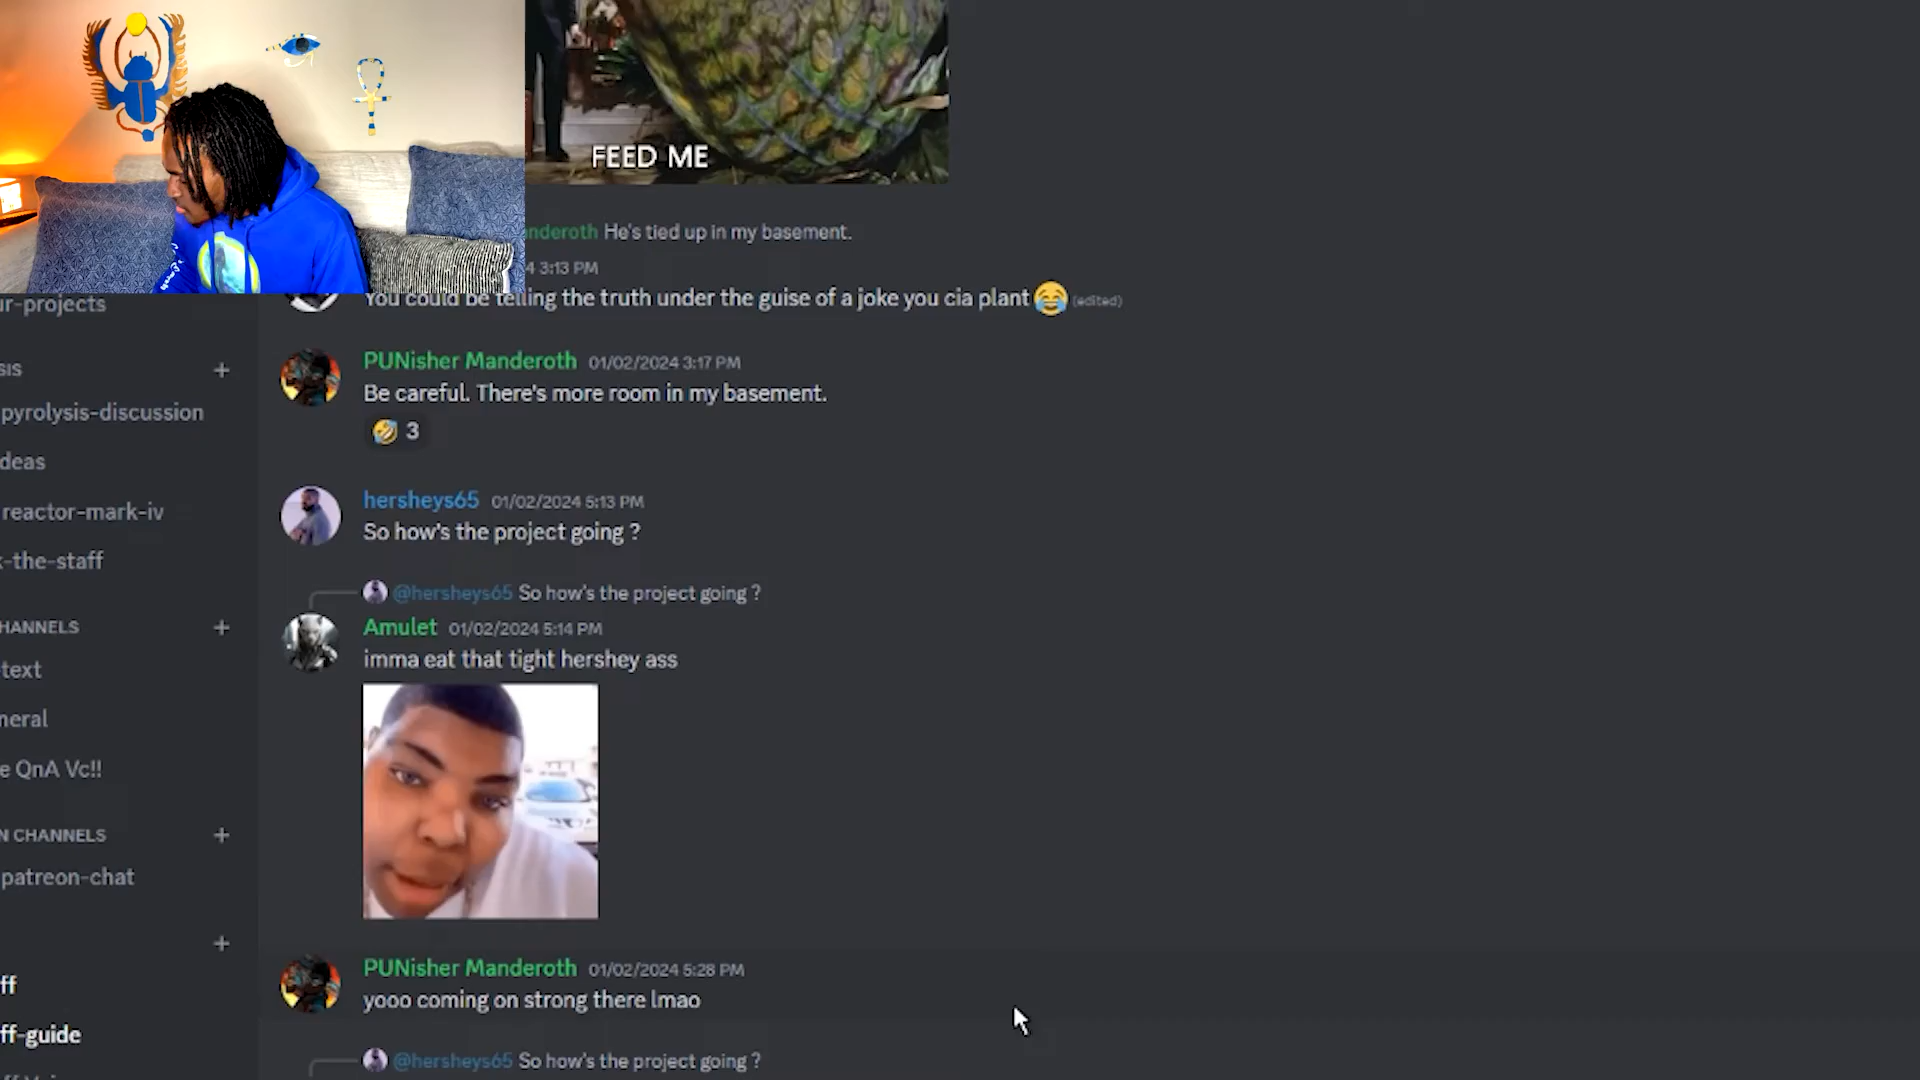 FEED ME
nderoth He's tied up in my basement.
4 3:13 PM
You could be telling the truth under the guise of a joke you cia plant 😂 (edited)
ur-projects
PUNisher Manderoth 01/02/2024 3:17 PM
SIS +
Be careful. There's more room in my basement.
pyrolysis-discussion
🤣 3
deas
hersheys65 01/02/2024 5:13 PM
reactor-mark-iv
So how's the project going ?
-the-staff
@hersheys65 So how's the project going ?
HANNELS +
Amulet 01/02/2024 5:14 PM
imma eat that tight hershey ass
text
neral
e QnA Vc!!
N CHANNELS +
patreon-chat
+
PUNisher Manderoth 01/02/2024 5:28 PM
ff
yooo coming on strong there lmao
ff-guide
@hersheys65 So how's the project going ?